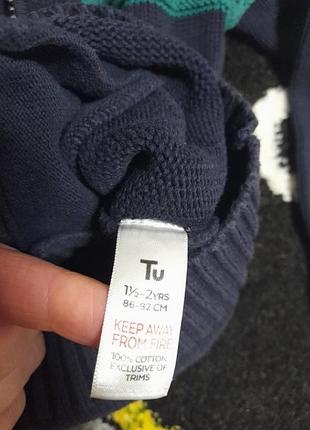 Tu
1½-2YRS
86-92 CM
KEEP AWAY
FROM FIRE
100% COTTON
EXCLUSIVE OF
TRIMS